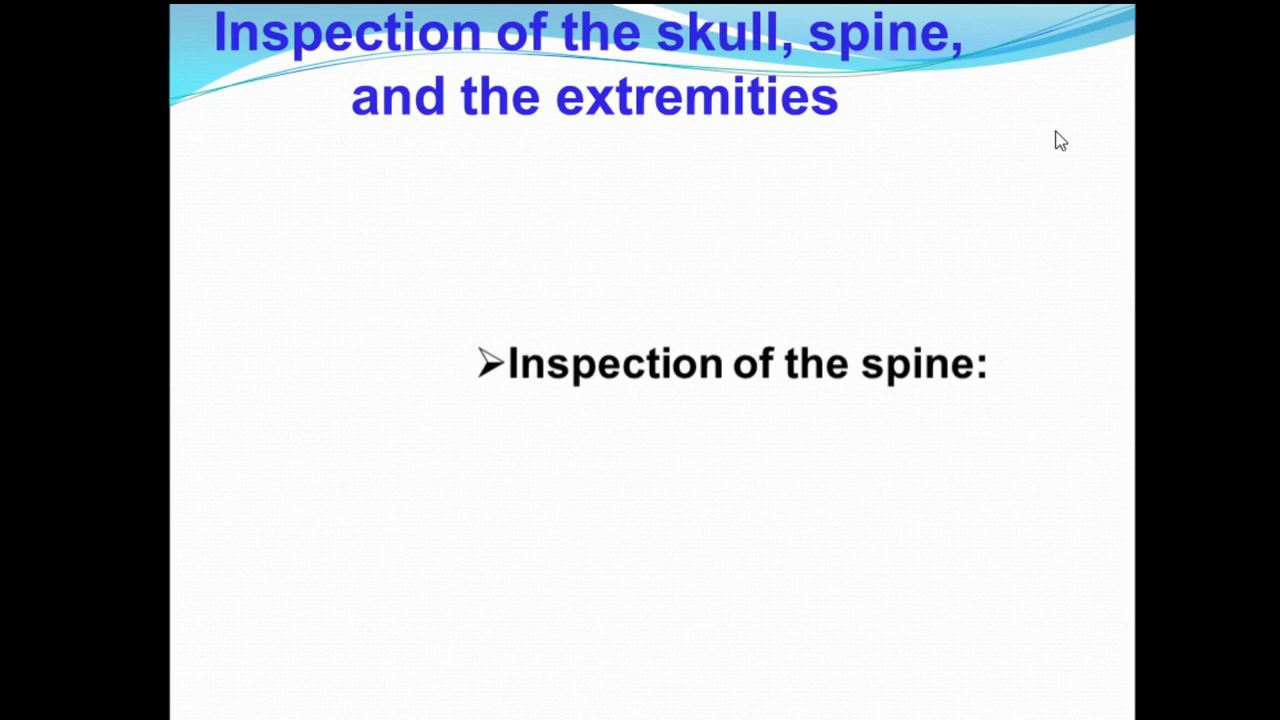 Inspection of the skull, spine,
and the extremities
➢Inspection of the spine: